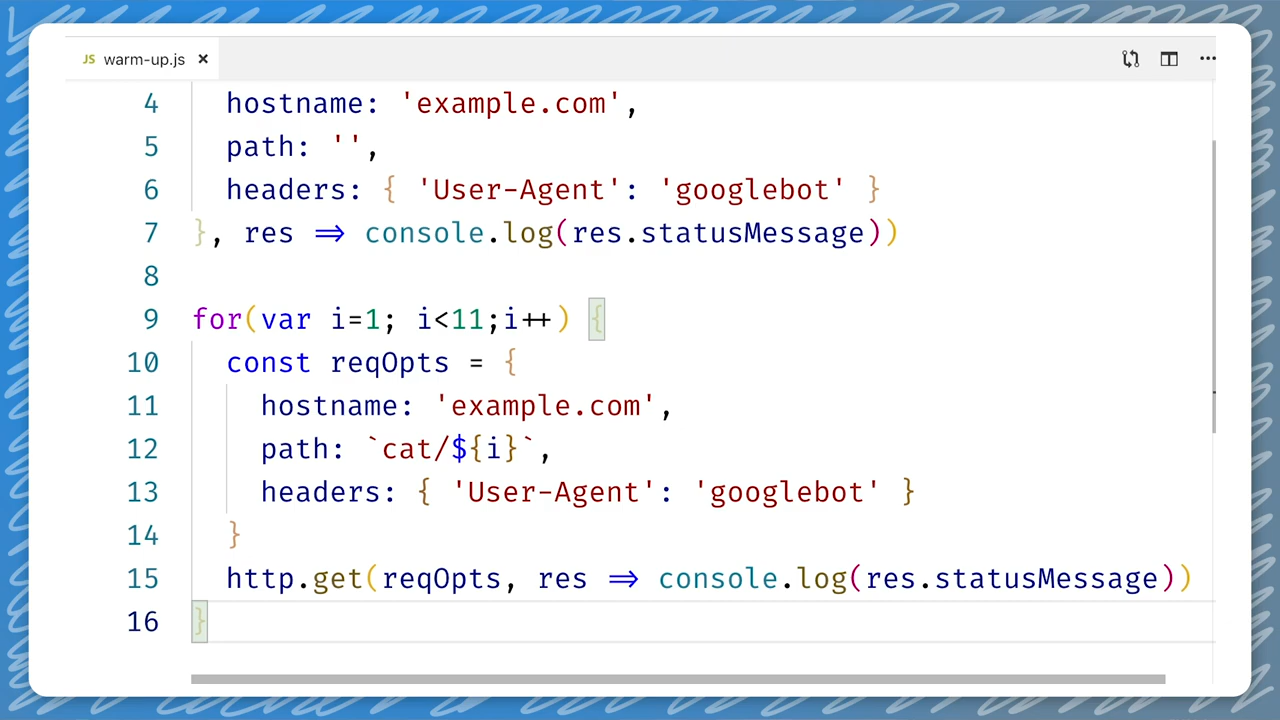 JS warm-up.js ×
4 hostname: 'example.com',
5 path: '',
6 headers: { 'User-Agent': 'googlebot' }
7 }, res => console.log(res.statusMessage))
8
9 for(var i=1; i<11;i++) {
10 const reqOpts = {
11 hostname: 'example.com',
12 path: `cat/${i}`,
13 headers: { 'User-Agent': 'googlebot' }
14 }
15 http.get(reqOpts, res => console.log(res.statusMessage))
16 }